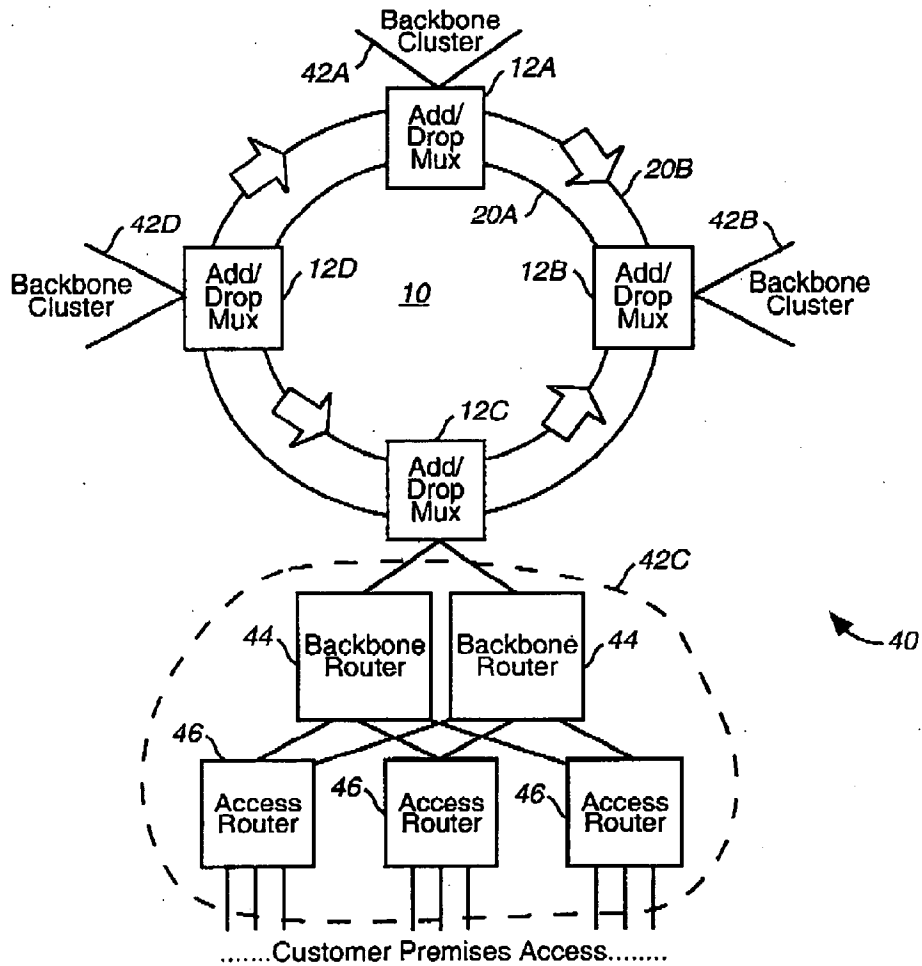 Backbone
Cluster
42A
12A
Add/
Drop
Mux
20B
20A
42D
42B
Backbone
Cluster
Add/
Drop
Mux
12D
10
12B
Add/
Drop
Mux
Backbone
Cluster
12C
Add/
Drop
Mux
42C
44
Backbone
Router
Backbone
Router
44
40
46
Access
Router
46
Access
Router
46
Access
Router
.......Customer Premises Access........